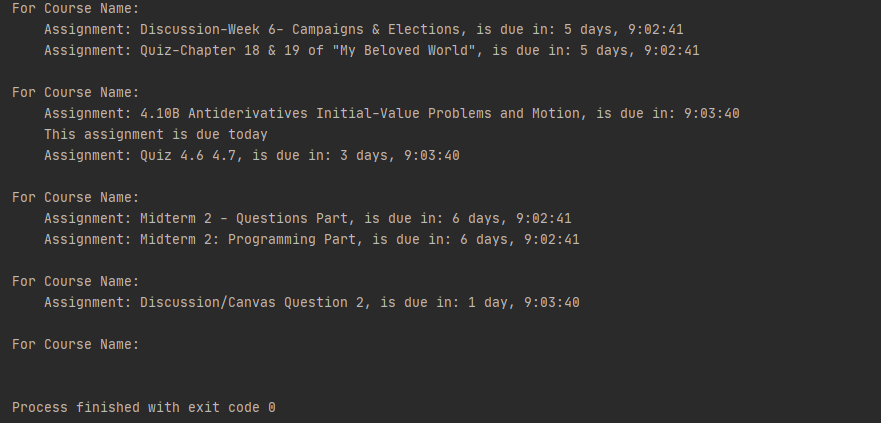 For Course Name:
Assignment: Discussion-Week 6- Campaigns & Elections, is due in: 5 days, 9:02:41
Assignment: Quiz-Chapter 18 & 19 of "My Beloved World", is due in: 5 days, 9:02:41
For Course Name:
Assignment: 4.10B Antiderivatives Initial-Value Problems and Motion, is due in: 9:03:40
This assignment is due today
Assignment: Quiz 4.6 4.7, is due in: 3 days, 9:03:40
For Course Name:
Assignment: Midterm 2 - Questions Part, is due in: 6 days, 9:02:41
Assignment: Midterm 2: Programming Part, is due in: 6 days, 9:02:41
For Course Name:
Assignment: Discussion/Canvas Question 2, is due in: 1 day, 9:03:40
For Course Name:
Process finished with exit code 0